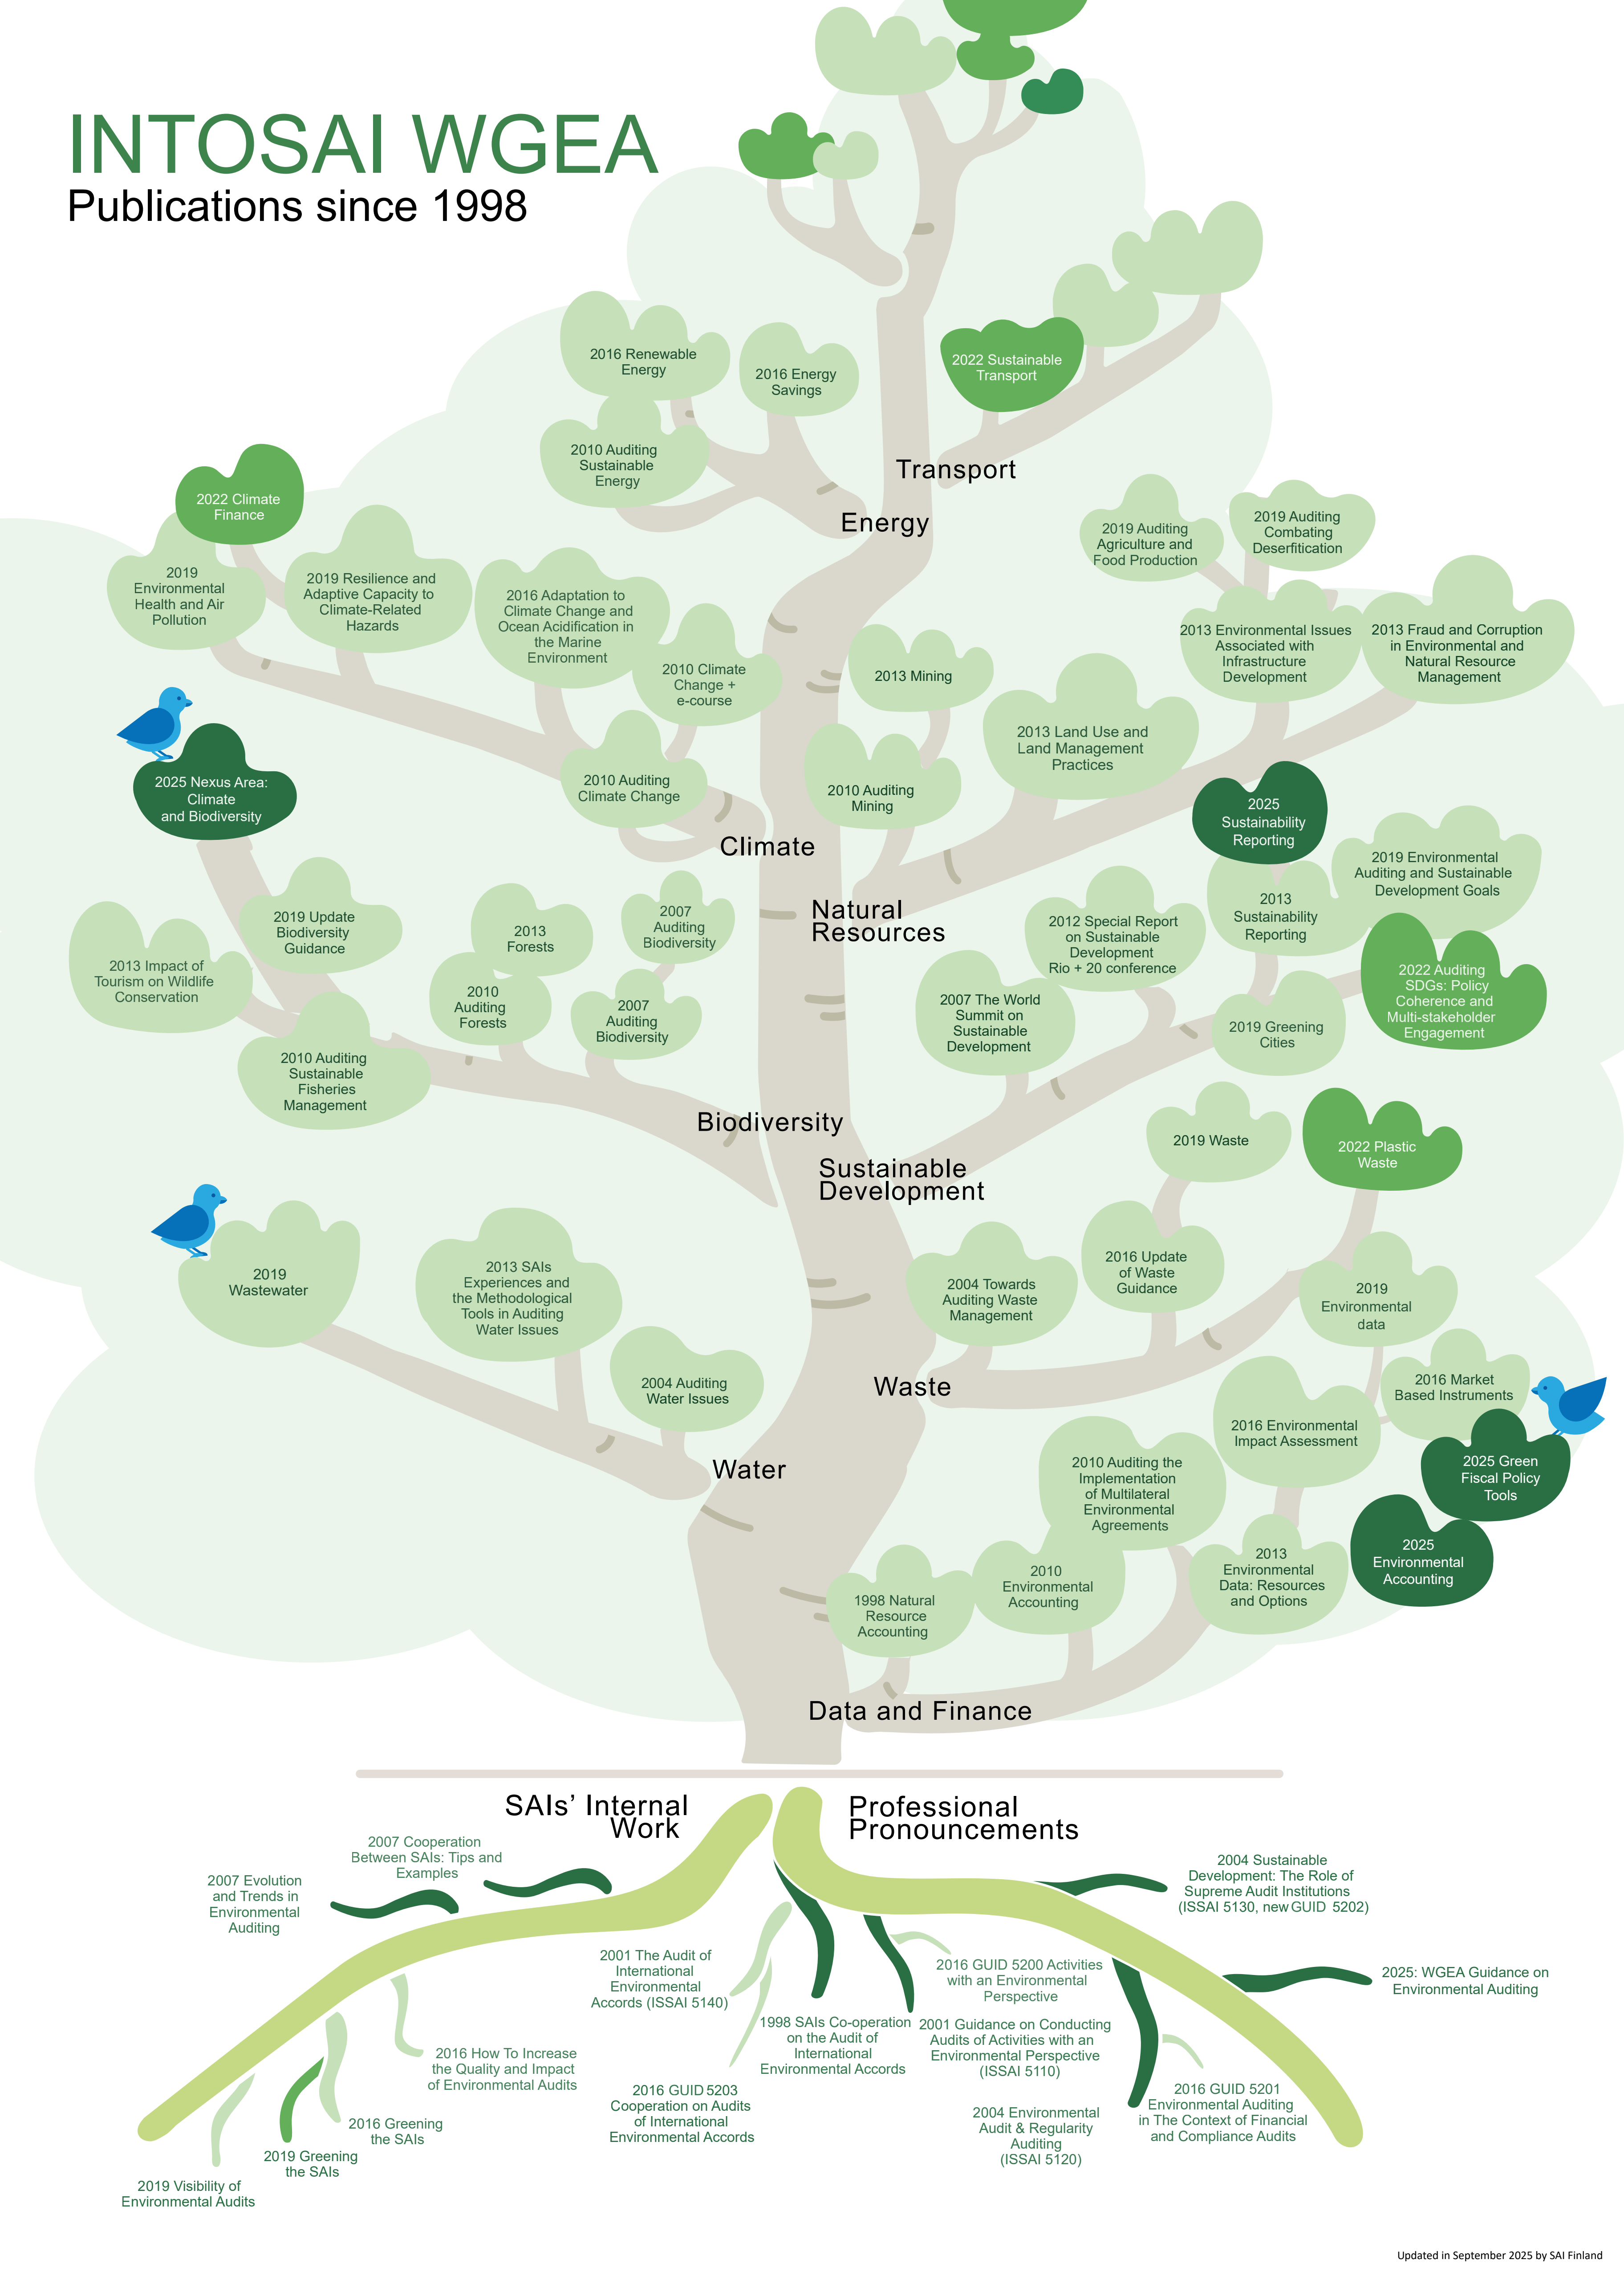 INTOSAI WGEA
Publications since 1998
2016 Renewable
Energy
2016 Energy
Savings
2022 Sustainable
Transport
2010 Auditing
Sustainable
Energy
Transport
Energy
2022 Climate
Finance
2019
Environmental
Health and Air
Pollution
2019 Resilience and
Adaptive Capacity to
Climate-Related
Hazards
2016 Adaptation to
Climate Change and
Ocean Acidification in
the Marine
Environment
2010 Climate
Change +
e-course
2010 Auditing
Climate Change
Climate
2019 Auditing
Agriculture and
Food Production
2019 Auditing
Combating
Deserfitication
2013 Environmental Issues
Associated with
Infrastructure
Development
2013 Fraud and Corruption
in Environmental and
Natural Resource
Management
2013 Mining
2013 Land Use and
Land Management
Practices
2010 Auditing
Mining
Natural
Resources
2025 Nexus Area:
Climate
and Biodiversity
2019 Update
Biodiversity
Guidance
2013 Impact of
Tourism on Wildlife
Conservation
2013
Forests
2007
Auditing
Biodiversity
2010
Auditing
Forests
2007
Auditing
Biodiversity
2010 Auditing
Sustainable
Fisheries
Management
Biodiversity
2025
Sustainability
Reporting
2019 Environmental
Auditing and Sustainable
Development Goals
2013
Sustainability
Reporting
2012 Special Report
on Sustainable
Development
Rio + 20 conference
2007 The World
Summit on
Sustainable
Development
2022 Auditing
SDGs: Policy
Coherence and
Multi-stakeholder
Engagement
2019 Greening
Cities
Sustainable
Development
2019 Waste
2022 Plastic
Waste
2004 Towards
Auditing Waste
Management
2016 Update
of Waste
Guidance
Waste
2019
Wastewater
2013 SAIs
Experiences and
the Methodological
Tools in Auditing
Water Issues
2004 Auditing
Water Issues
Water
2019
Environmental
data
2016 Market
Based Instruments
2016 Environmental
Impact Assessment
2025 Green
Fiscal Policy
Tools
2010 Auditing the
Implementation
of Multilateral
Environmental
Agreements
2025
Environmental
Accounting
2013
Environmental
Data: Resources
and Options
2010
Environmental
Accounting
1998 Natural
Resource
Accounting
Data and Finance
SAIs’ Internal
Work
Professional
Pronouncements
2007 Cooperation
Between SAIs: Tips and
Examples
2007 Evolution
and Trends in
Environmental
Auditing
2004 Sustainable
Development: The Role of
Supreme Audit Institutions
(ISSAI 5130, new GUID 5202)
2001 The Audit of
International
Environmental
Accords (ISSAI 5140)
2016 GUID 5200 Activities
with an Environmental
Perspective
2025: WGEA Guidance on
Environmental Auditing
1998 SAIs Co-operation
on the Audit of
International
Environmental Accords
2001 Guidance on Conducting
Audits of Activities with an
Environmental Perspective
(ISSAI 5110)
2016 How To Increase
the Quality and Impact
of Environmental Audits
2016 GUID 5203
Cooperation on Audits
of International
Environmental Accords
2016 GUID 5201
Environmental Auditing
in The Context of Financial
and Compliance Audits
2004 Environmental
Audit & Regularity
Auditing
(ISSAI 5120)
2016 Greening
the SAIs
2019 Greening
the SAIs
2019 Visibility of
Environmental Audits
Updated in September 2025 by SAI Finland